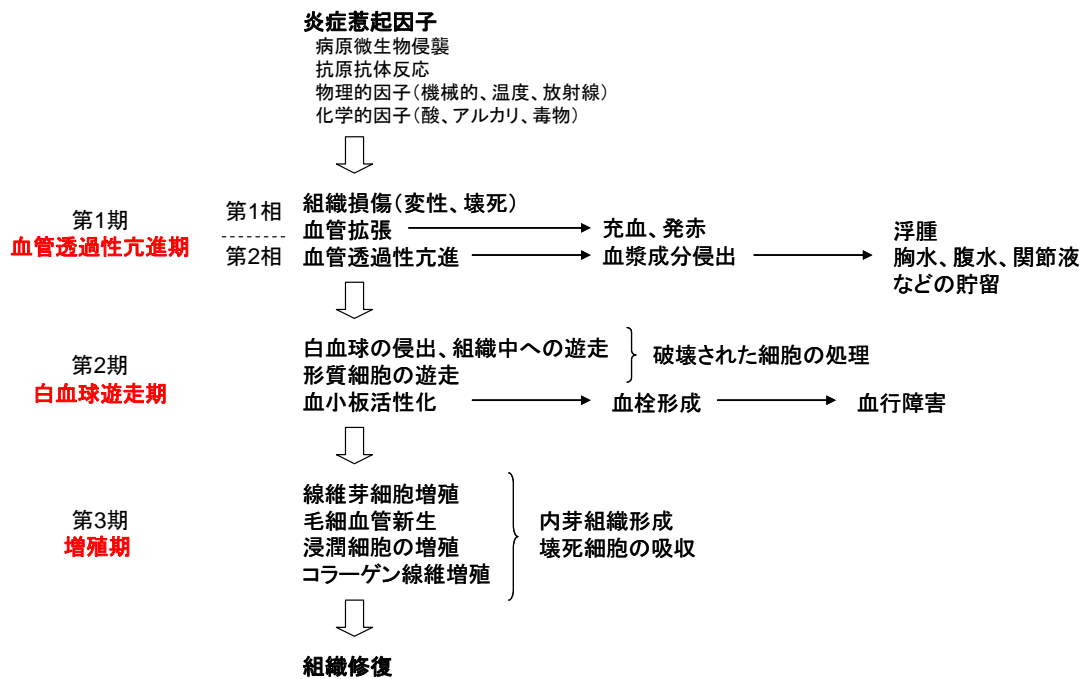 炎症惹起因子
病原微生物侵襲
抗原抗体反応
物理的因子(機械的、温度、放射線)
化学的因子(酸、アルカリ、毒物)
第1期
血管透過性亢進期
第1相
第2相
組織損傷(変性、壊死)
血管拡張
充血、発赤
血管透過性亢進
血漿成分侵出
浮腫
胸水、腹水、関節液
などの貯留
第2期
白血球遊走期
白血球の侵出、組織中への遊走
形質細胞の遊走
破壊された細胞の処理
血小板活性化
血栓形成
血行障害
第3期
増殖期
線維芽細胞増殖
毛細血管新生
浸潤細胞の増殖
コラーゲン線維増殖
内芽組織形成
壊死細胞の吸収
組織修復